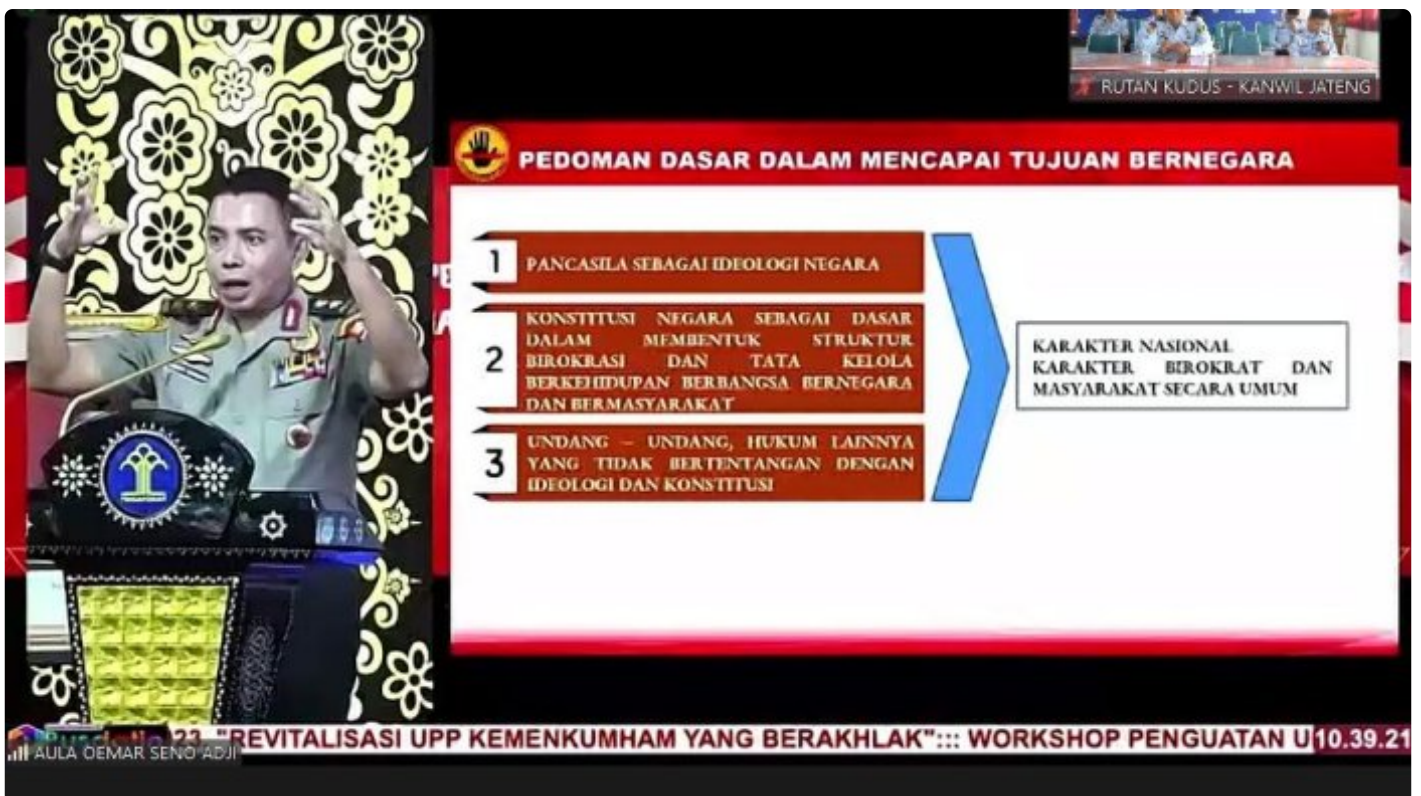 RUTAN KUDUS - KANWIL JATENG
PEDOMAN DASAR DALAM MENCAPAI TUJUAN BERNEGARA
1
PANCASILA SEBAGAI IDEOLOGI NEGARA
2
KONSTITUSI NEGARA SEBAGAI DASAR
DALAM MEMBENTUK STRUKTUR
BIROKRASI DAN TATA KELOLA
BERKEHIDUPAN BERBANGSA BERNEGARA
DAN BERMASYARAKAT
3
UNDANG – UNDANG, HUKUM LAINNYA
YANG TIDAK BERTENTANGAN DENGAN
IDEOLOGI DAN KONSTITUSI
KARAKTER NASIONAL
KARAKTER BIROKRAT DAN
MASYARAKAT SECARA UMUM
23 "REVITALISASI UPP KEMENKUMHAM YANG BERAKHLAK"::: WORKSHOP PENGUATAN U 10.39.21
AULA OEMAR SENO ADJI